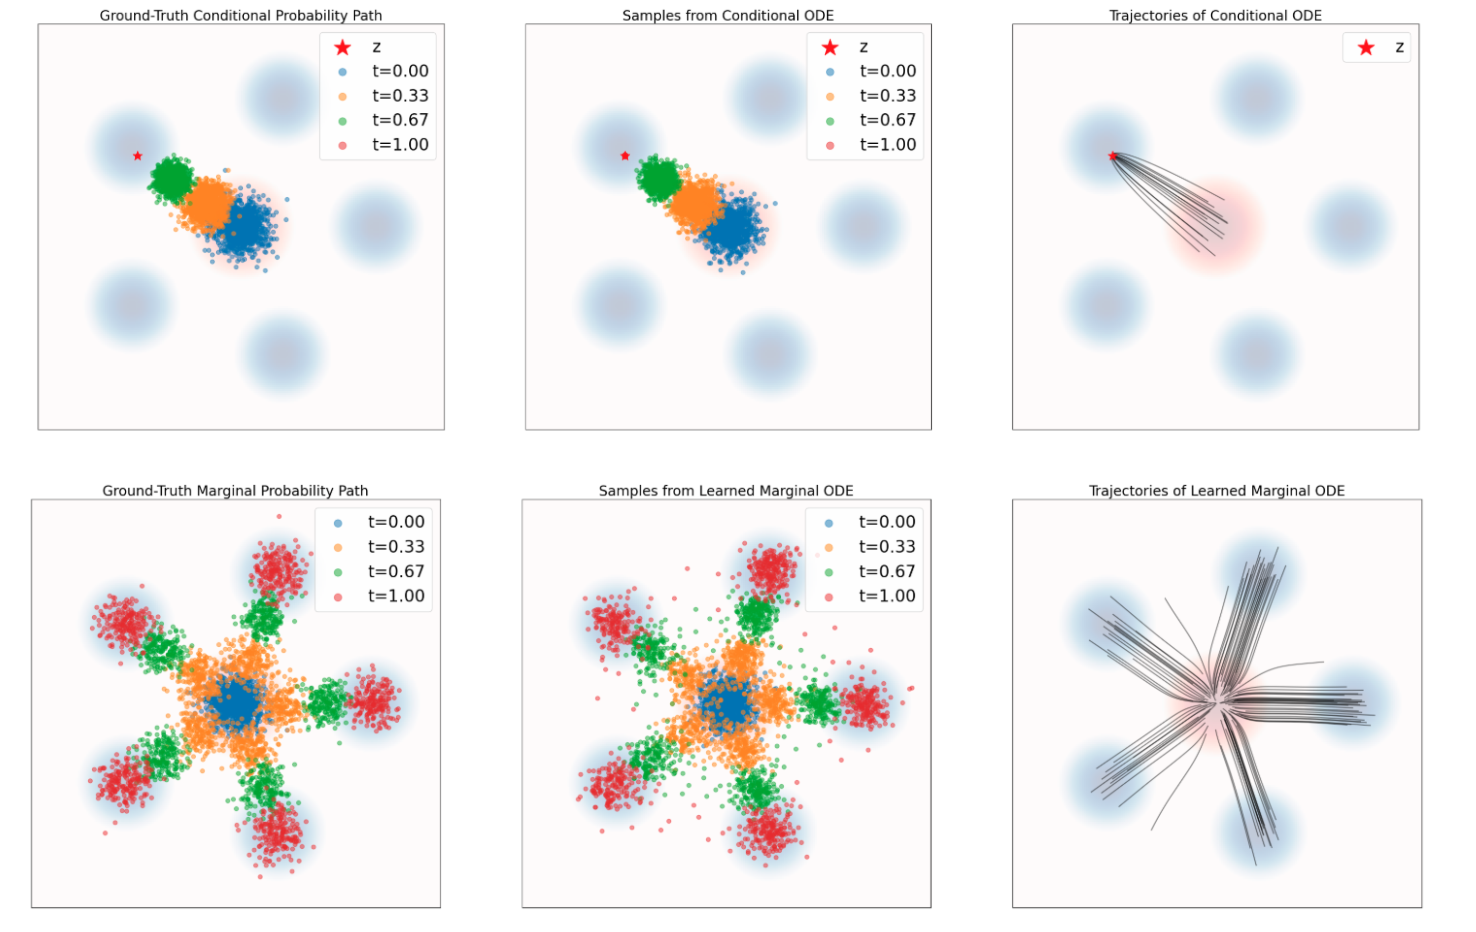 Ground-Truth Conditional Probability Path
z
t=0.00
t=0.33
t=0.67
t=1.00
Samples from Conditional ODE
z
t=0.00
t=0.33
t=0.67
t=1.00
Trajectories of Conditional ODE
z
Ground-Truth Marginal Probability Path
t=0.00
t=0.33
t=0.67
t=1.00
Samples from Learned Marginal ODE
t=0.00
t=0.33
t=0.67
t=1.00
Trajectories of Learned Marginal ODE